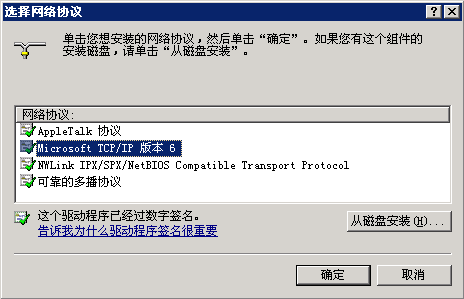 选择网络协议
单击您想安装的网络协议，然后单击“确定”。如果您有这个组件的
安装磁盘，请单击“从磁盘安装”。
网络协议:
AppleTalk 协议
Microsoft TCP/IP 版本 6
NWLink IPX/SPX/NetBIOS Compatible Transport Protocol
可靠的多播协议
这个驱动程序已经过数字签名。
告诉我为什么驱动程序签名很重要
从磁盘安装(H)...
确定 取消